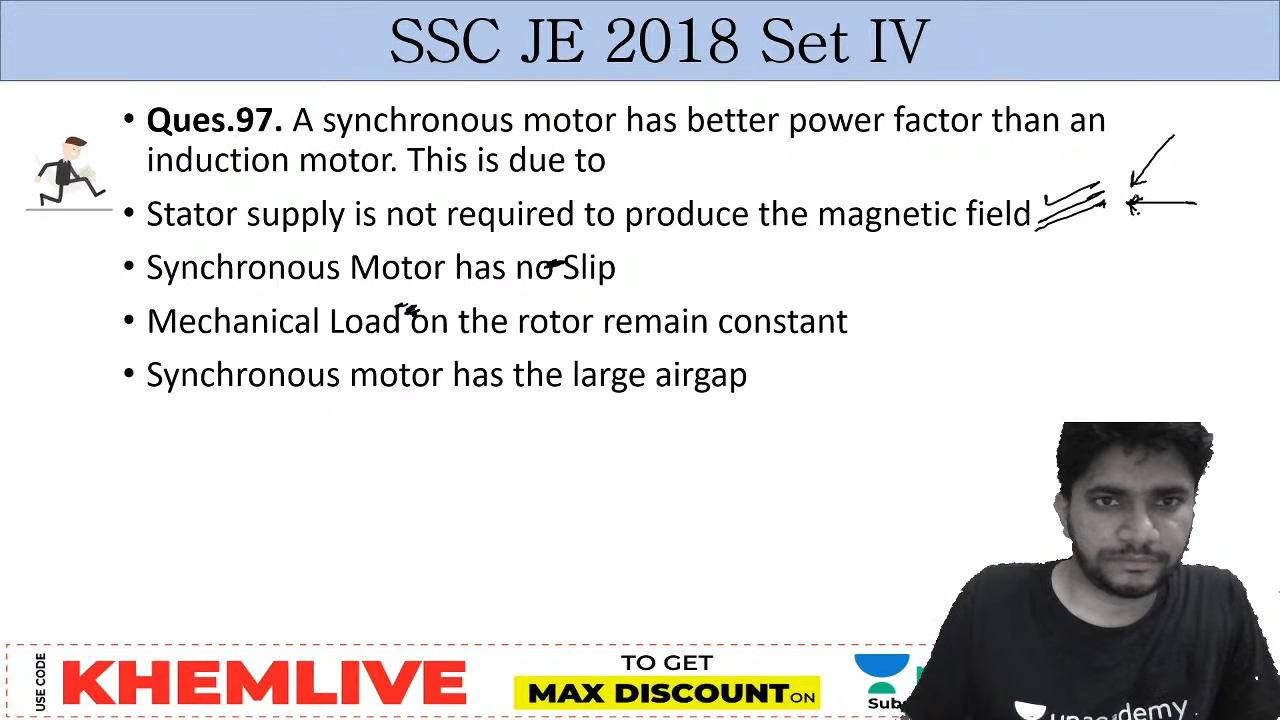 SSC JE 2018 Set IV
• Ques.97. A synchronous motor has better power factor than an
induction motor. This is due to
• Stator supply is not required to produce the magnetic field
• Synchronous Motor has no Slip
• Mechanical Load on the rotor remain constant
• Synchronous motor has the large airgap
USE CODE
KHEMLIVE
TO GET
MAX DISCOUNT ON